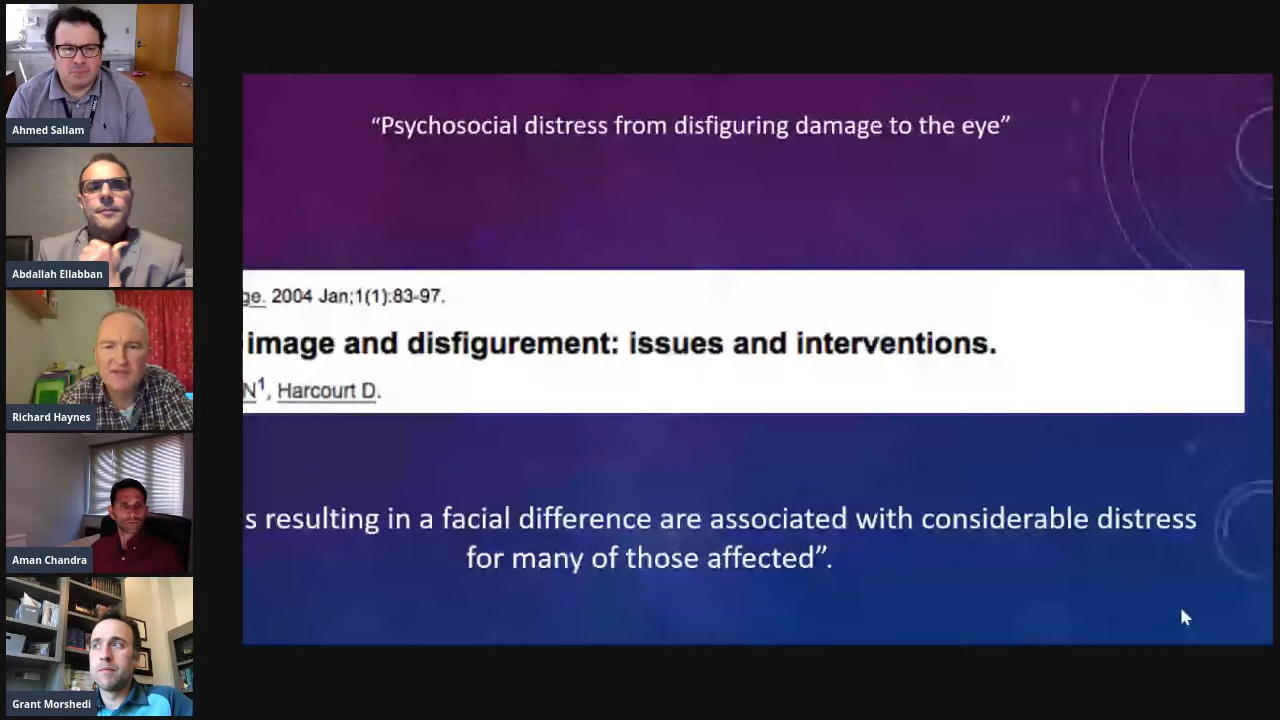 Ahmed Sallam
Abdallah Ellabban
Richard Haynes
Aman Chandra
Grant Morshedi
“Psychosocial distress from disfiguring damage to the eye”
ge. 2004 Jan;1(1):83-97.
image and disfigurement: issues and interventions.
N1, Harcourt D.
s resulting in a facial difference are associated with considerable distress
for many of those affected”.